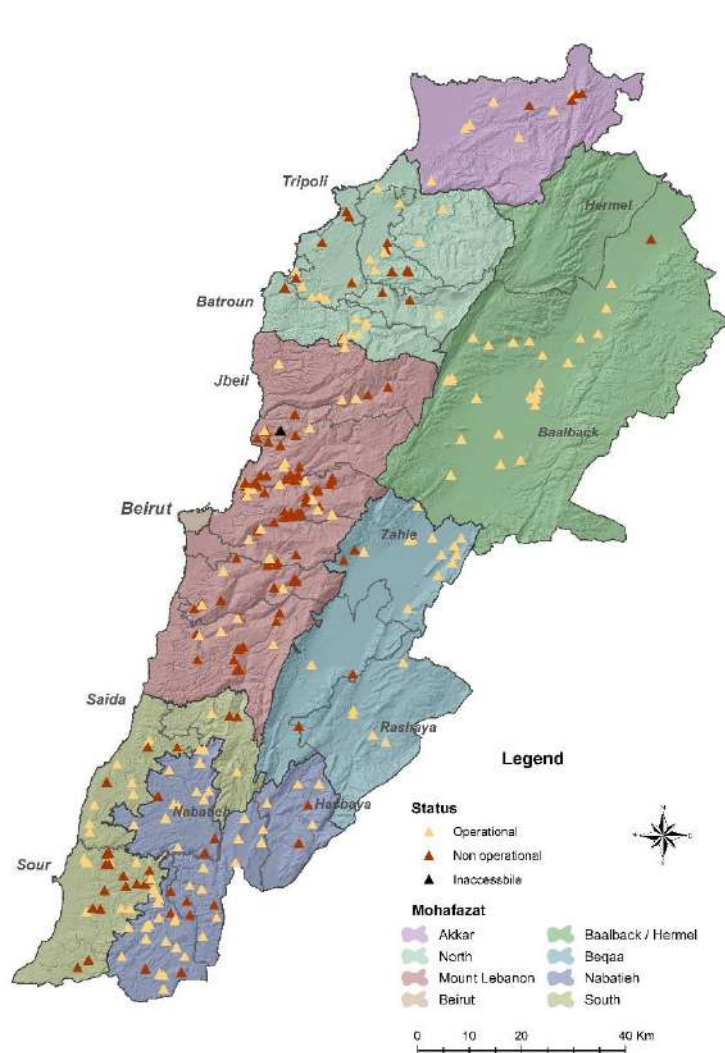 Tripoli
Hermel
Batroun
Jbeil
Baalback
Beirut
Zahle
Saida
Rashaya
Legend
Nabatieh
Hasbaya
Status
Operational
Non operational
Sour
Inaccessbile
N
Mohafazat
Akkar
Baalback / Hermel
North
Beqaa
Mount Lebanon
Nabatieh
Beirut
South
0 10 20 40 Km